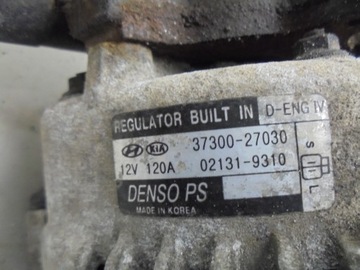 REGULATOR BUILT IN D-ENG IV
KIA 37300-27030
12V 120A 02131-9310
DENSO PS
MADE IN KOREA
S
L